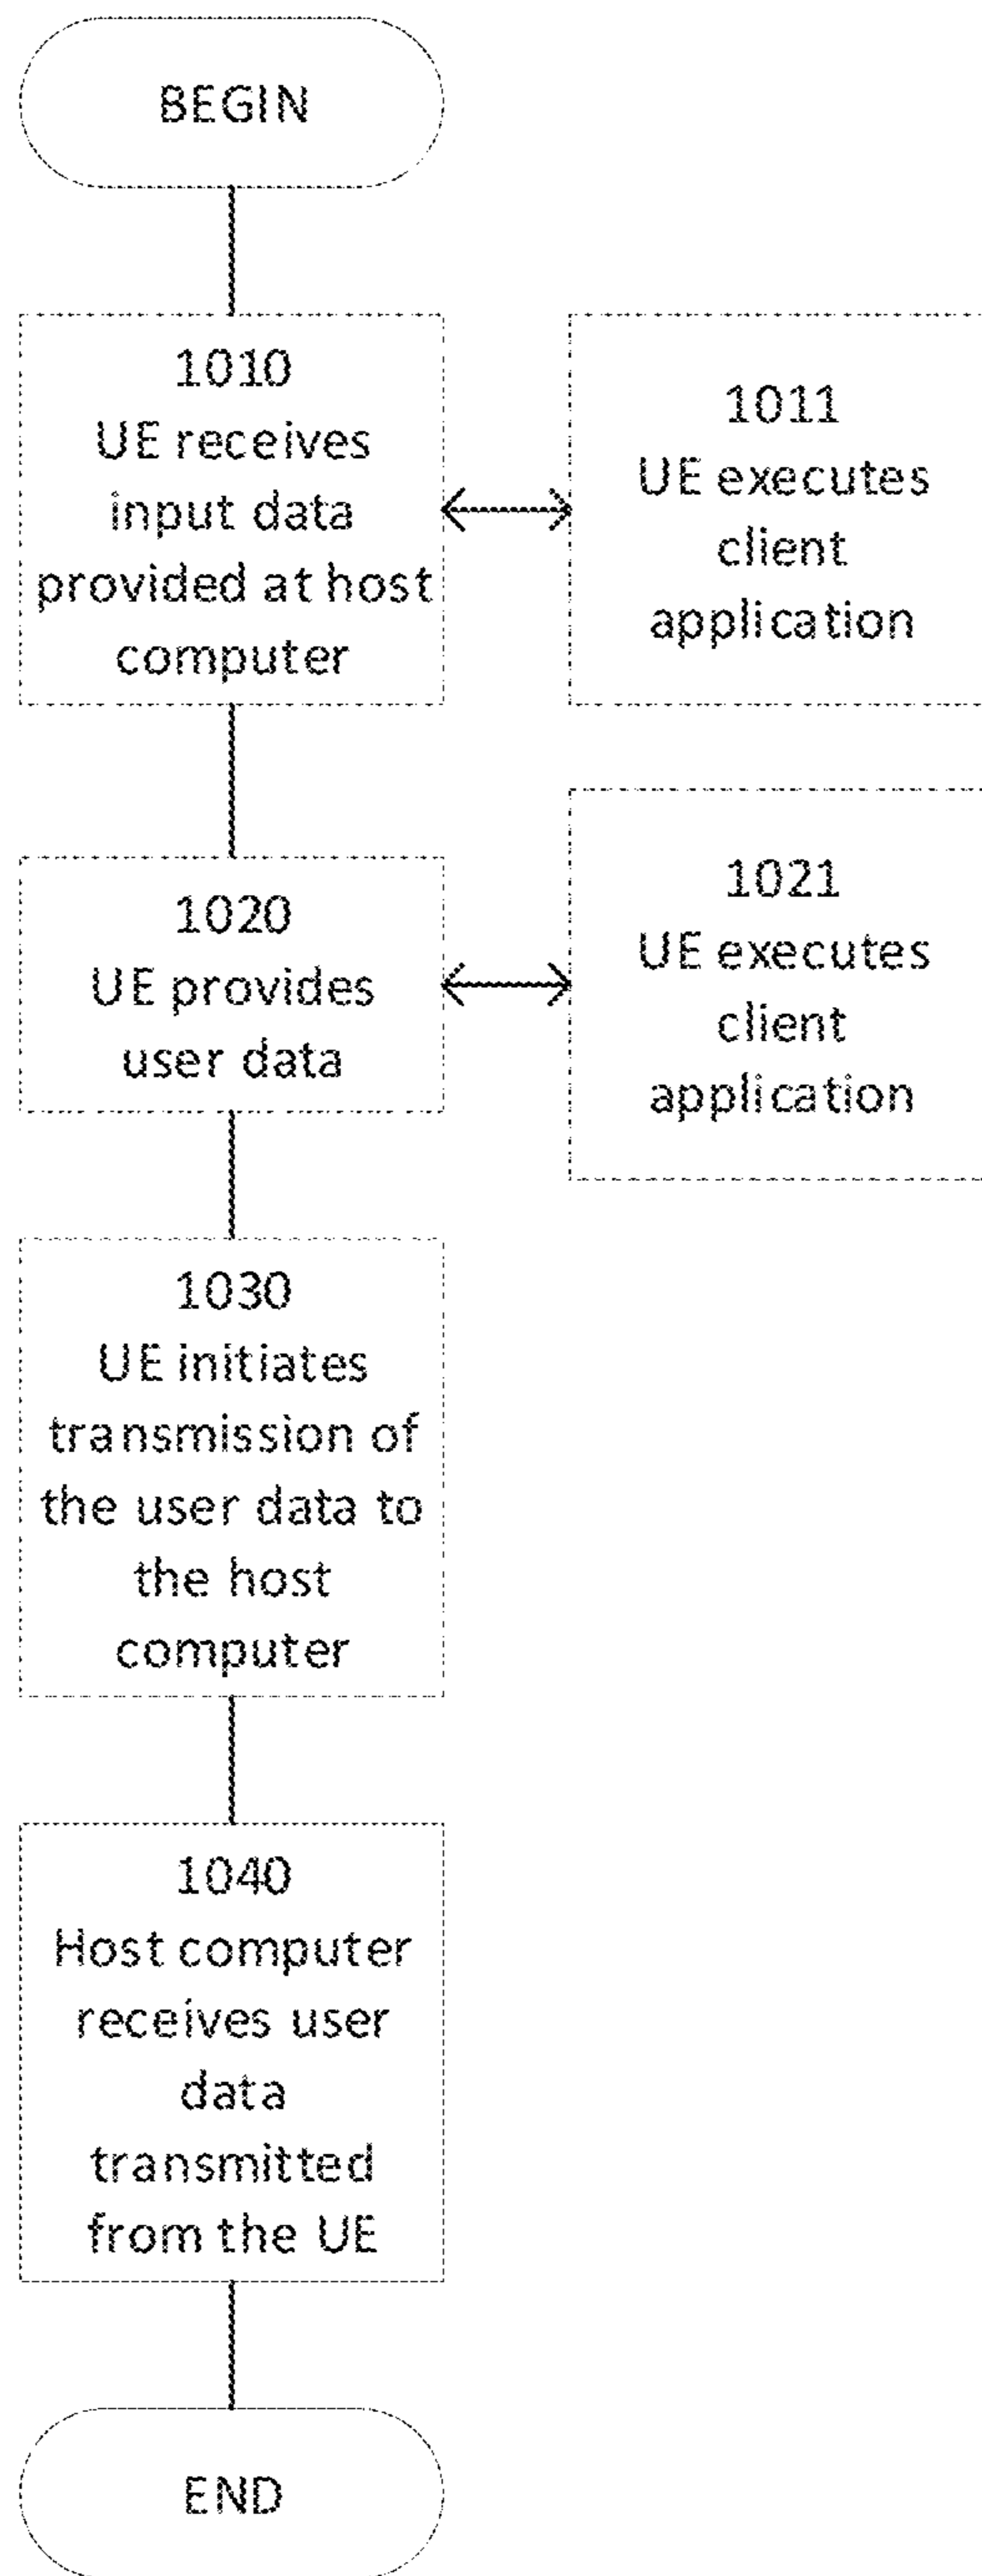 BEGIN
1010
UE receives
input data
provided at host
computer
1011
UE executes
client
application
1020
UE provides
user data
1021
UE executes
client
application
1030
UE initiates
transmission of
the user data to
the host
computer
1040
Host computer
receives user
data
transmitted
from the UE
END